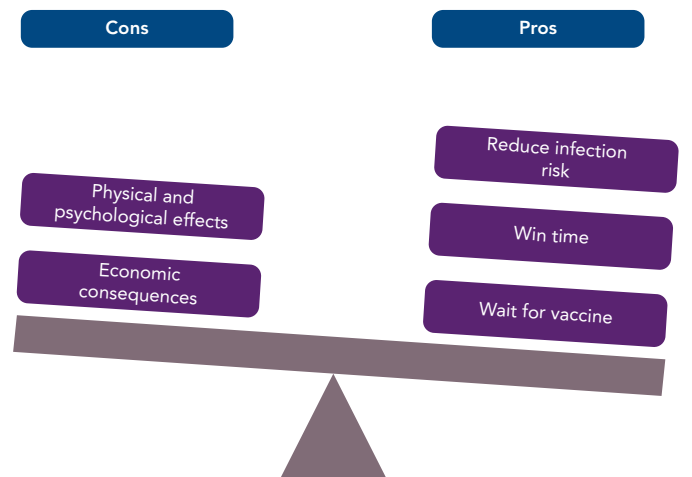 Cons
Pros
Physical and
psychological effects
Economic
consequences
Reduce infection
risk
Win time
Wait for vaccine